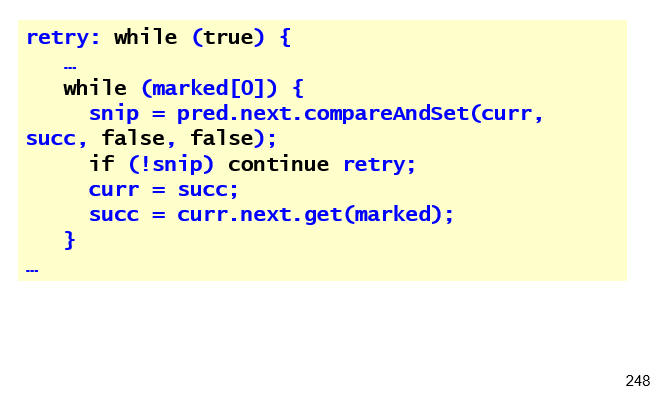 retry: while (true) {
…
while (marked[0]) {
snip = pred.next.compareAndSet(curr,
succ, false, false);
if (!snip) continue retry;
curr = succ;
succ = curr.next.get(marked);
}
…
248